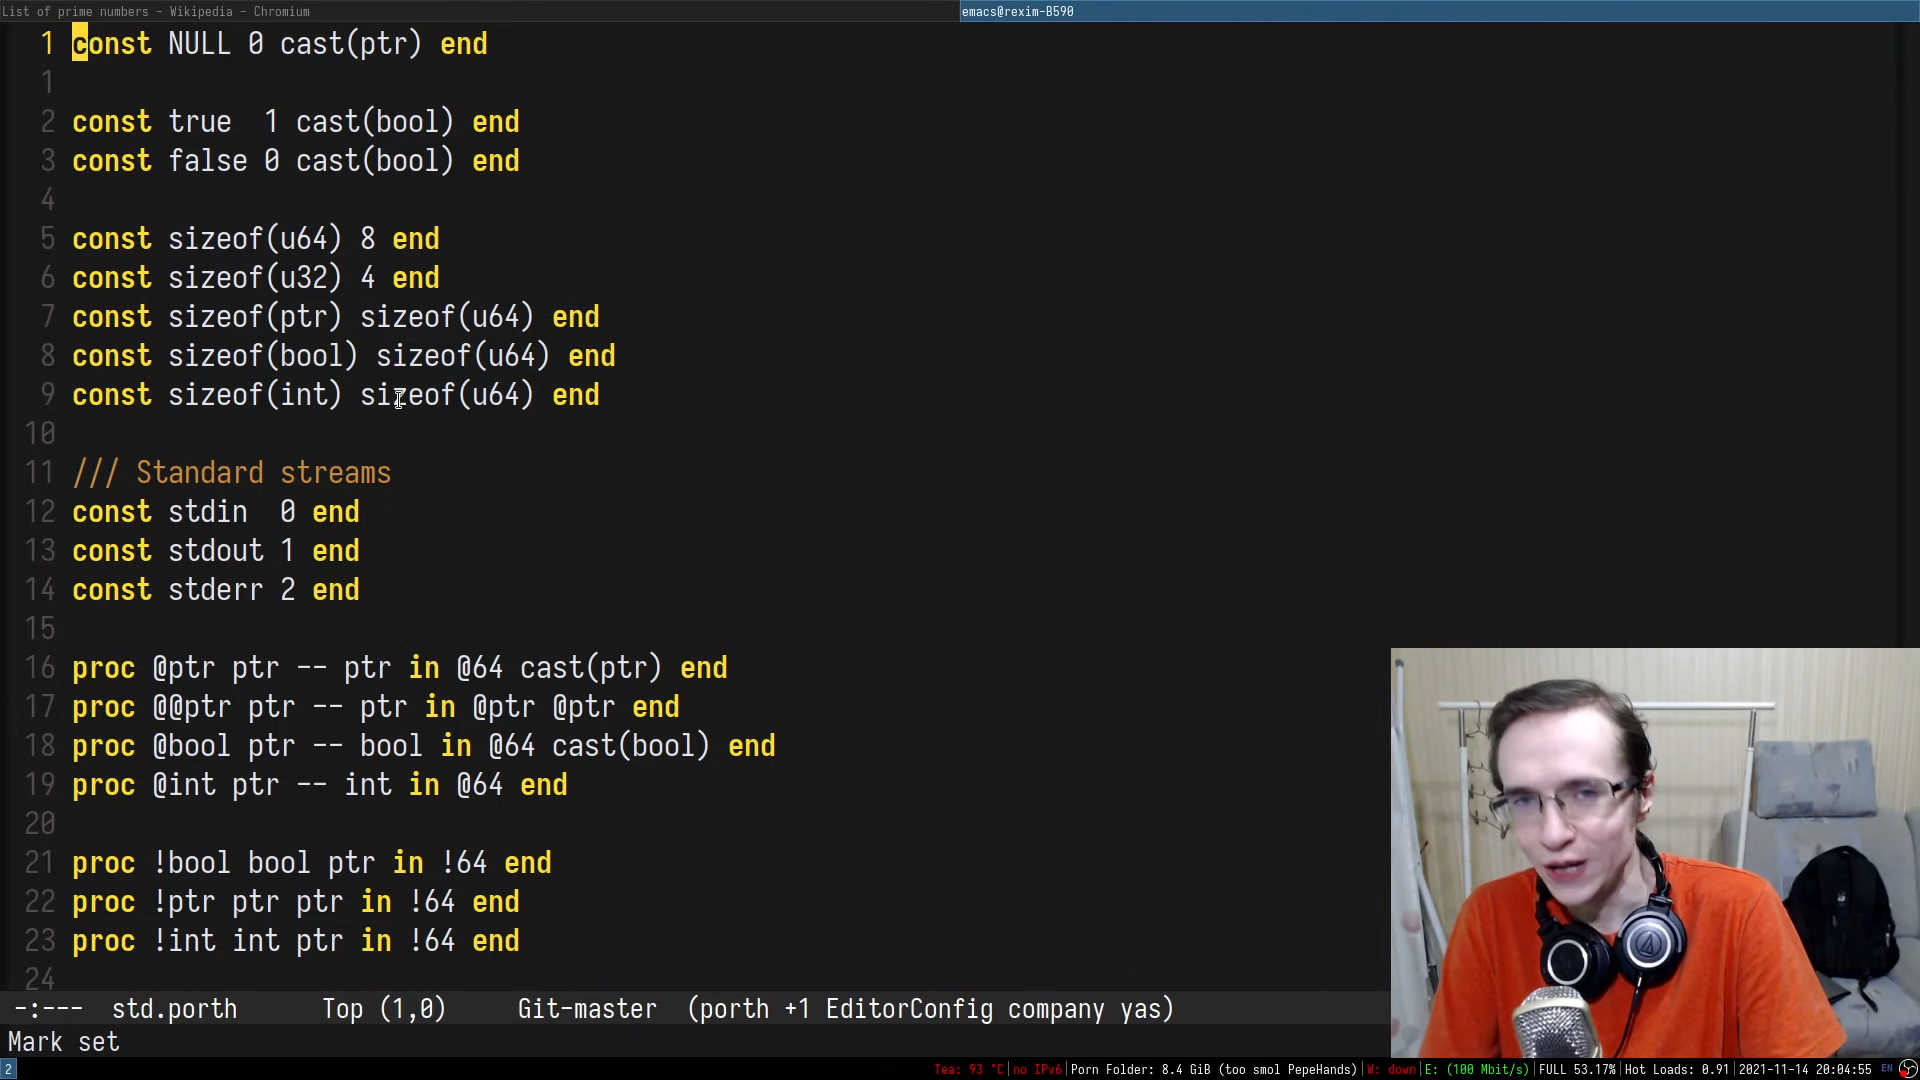 List of prime numbers - Wikipedia - Chromium
emacs@rexim-B590
1 const NULL 0 cast(ptr) end
1
2 const true  1 cast(bool) end
3 const false 0 cast(bool) end
4
5 const sizeof(u64) 8 end
6 const sizeof(u32) 4 end
7 const sizeof(ptr) sizeof(u64) end
8 const sizeof(bool) sizeof(u64) end
9 const sizeof(int) sizeof(u64) end
10
11 /// Standard streams
12 const stdin  0 end
13 const stdout 1 end
14 const stderr 2 end
15
16 proc @ptr ptr -- ptr in @64 cast(ptr) end
17 proc @@ptr ptr -- ptr in @ptr @ptr end
18 proc @bool ptr -- bool in @64 cast(bool) end
19 proc @int ptr -- int in @64 end
20
21 proc !bool bool ptr in !64 end
22 proc !ptr ptr ptr in !64 end
23 proc !int int ptr in !64 end
24
-:---  std.porth      Top (1,0)     Git-master  (porth +1 EditorConfig company yas)
Mark set
2 Tea: 93 °C|no IPv6|Porn Folder: 8.4 GiB (too smol PepeHands)|W: down|E: (100 Mbit/s)|FULL 53.17%|Hot Loads: 0.91|2021-11-14 20:04:55 EN